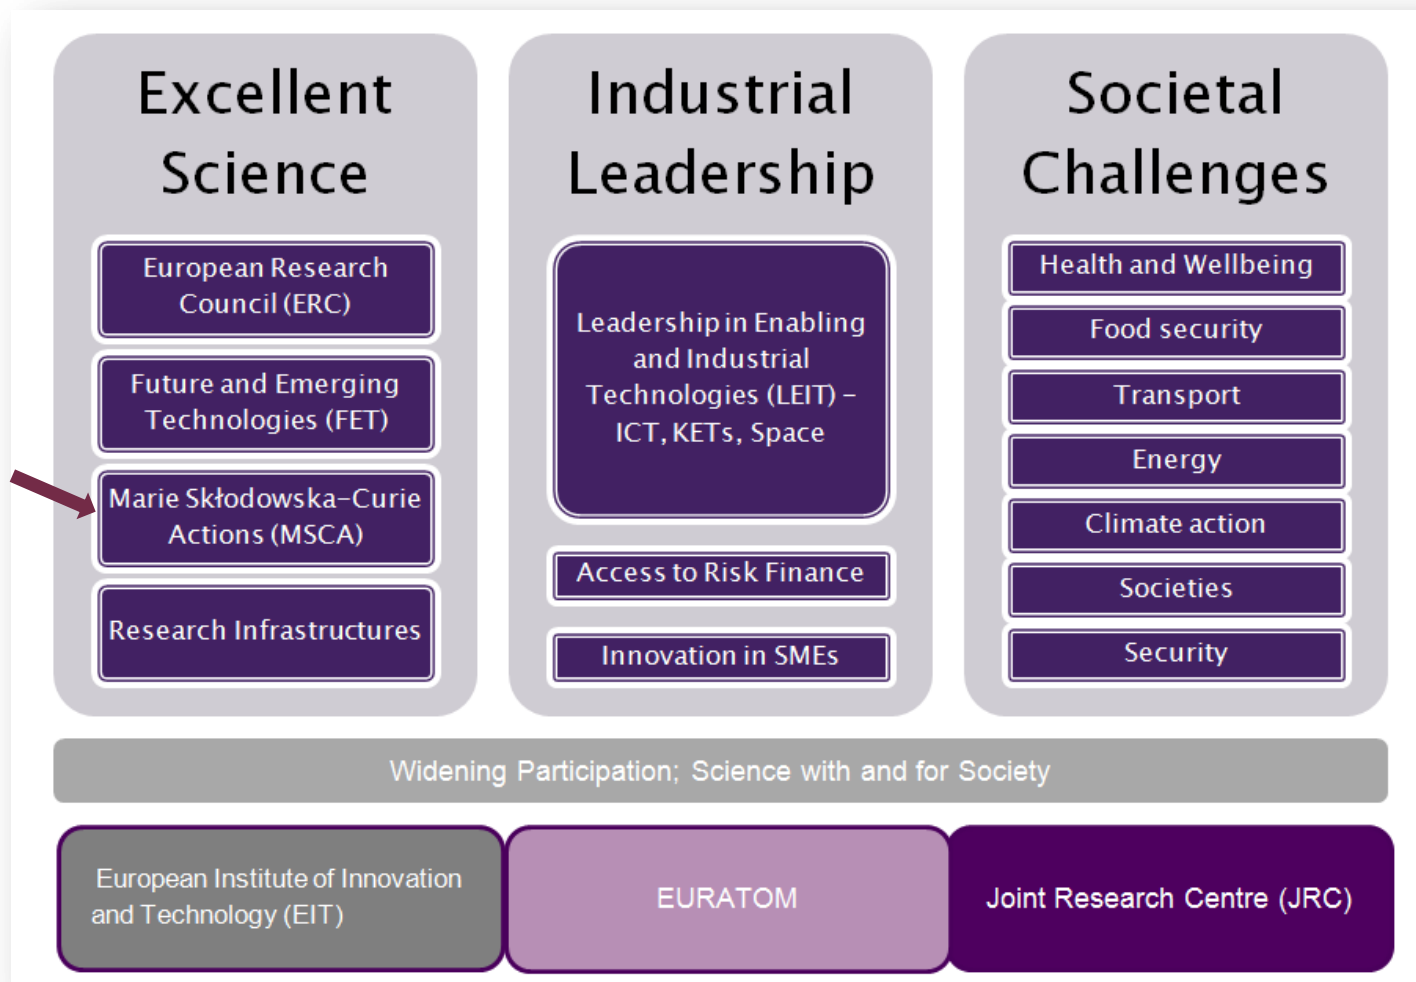 Excellent
Science
European Research
Council (ERC)
Future and Emerging
Technologies (FET)
Marie Skłodowska-Curie
Actions (MSCA)
Research Infrastructures
Industrial
Leadership
Leadership in Enabling
and Industrial
Technologies (LEIT) –
ICT, KETs, Space
Access to Risk Finance
Innovation in SMEs
Societal
Challenges
Health and Wellbeing
Food security
Transport
Energy
Climate action
Societies
Security
Widening Participation; Science with and for Society
European Institute of Innovation
and Technology (EIT)
EURATOM
Joint Research Centre (JRC)